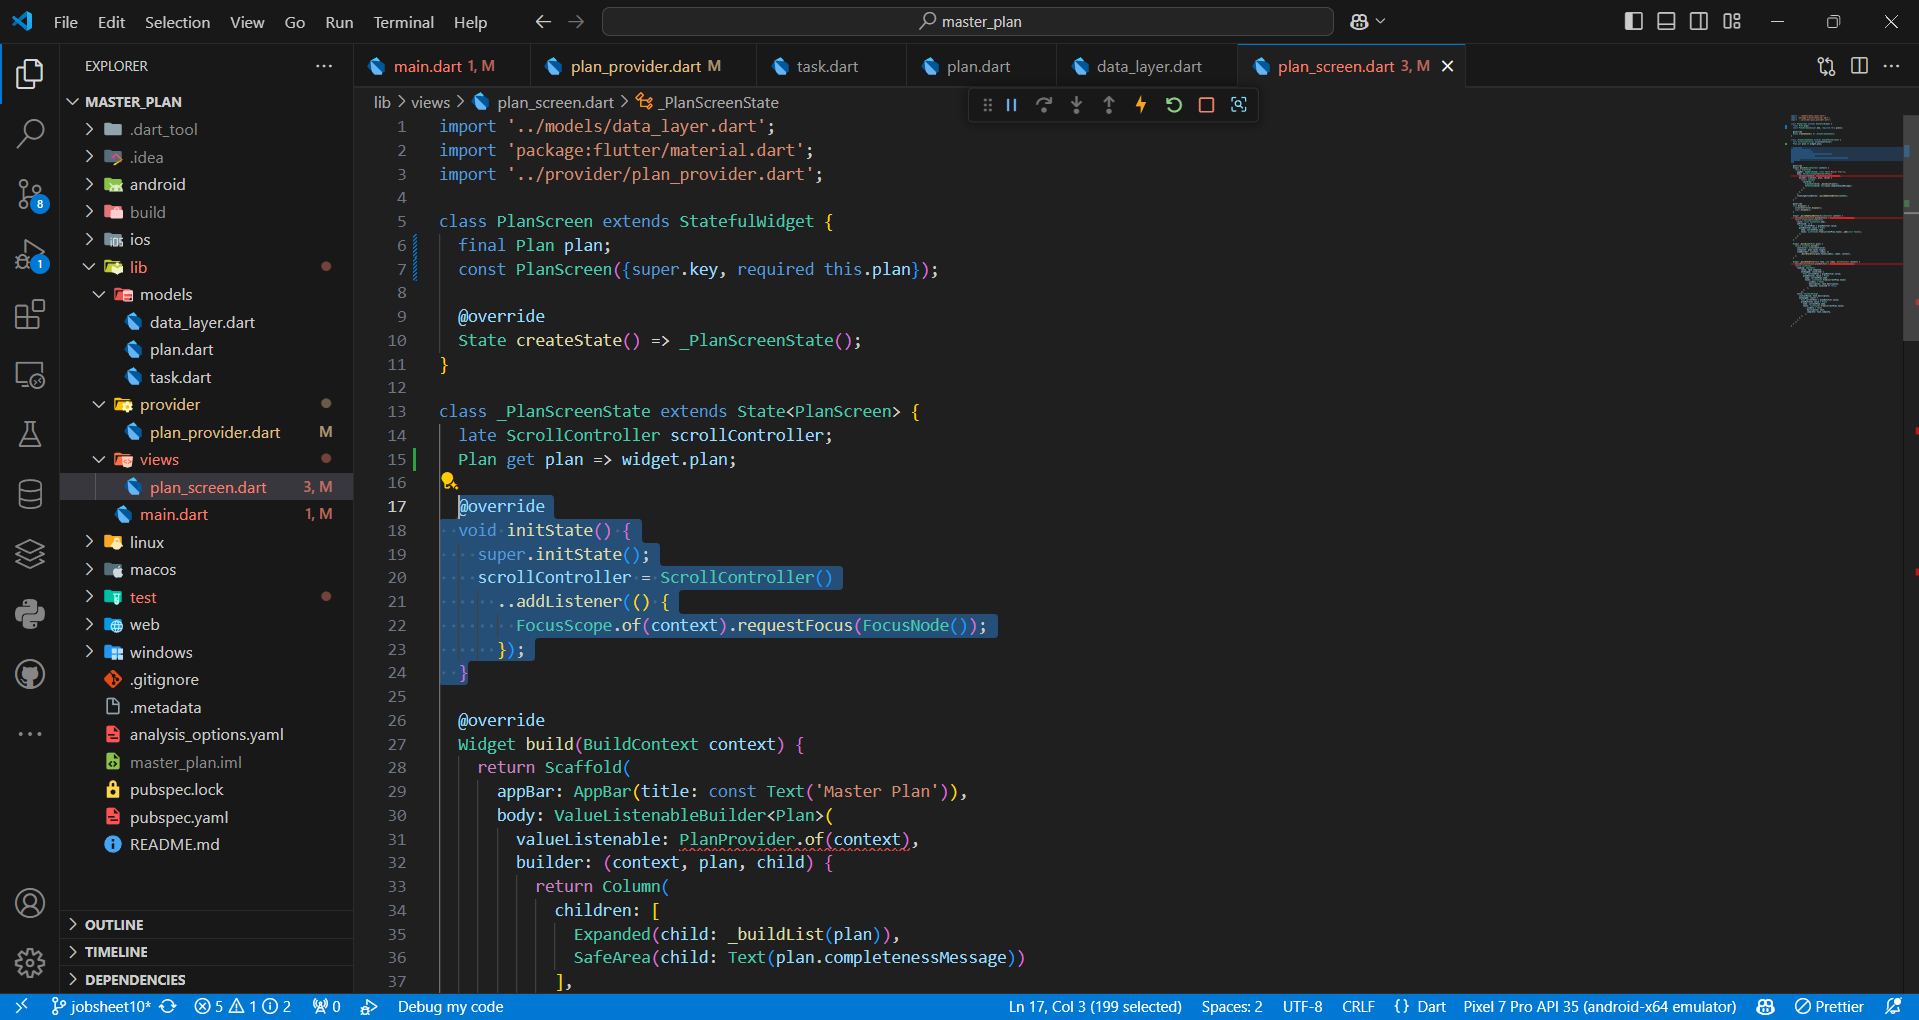 File Edit Selection View Go Run Terminal Help
master_plan
EXPLORER
MASTER_PLAN
.dart_tool
.idea
android
build
ios
lib
models
data_layer.dart
plan.dart
task.dart
provider
plan_provider.dart M
views
plan_screen.dart 3, M
main.dart 1, M
linux
macos
test
web
windows
.gitignore
.metadata
analysis_options.yaml
master_plan.iml
pubspec.lock
pubspec.yaml
README.md
OUTLINE
TIMELINE
DEPENDENCIES
8
1
main.dart 1, M plan_provider.dart M task.dart plan.dart data_layer.dart plan_screen.dart 3, M
lib > views > plan_screen.dart > _PlanScreenState
1 import '../models/data_layer.dart';
2 import 'package:flutter/material.dart';
3 import '../provider/plan_provider.dart';
4
5 class PlanScreen extends StatefulWidget {
6 final Plan plan;
7 const PlanScreen({super.key, required this.plan});
8
9 @override
10 State createState() => _PlanScreenState();
11 }
12
13 class _PlanScreenState extends State<PlanScreen> {
14 late ScrollController scrollController;
15 Plan get plan => widget.plan;
16
17 @override
18 void initState() {
19 super.initState();
20 scrollController = ScrollController()
21 ..addListener(() {
22 FocusScope.of(context).requestFocus(FocusNode());
23 });
24 }
25
26 @override
27 Widget build(BuildContext context) {
28 return Scaffold(
29 appBar: AppBar(title: const Text('Master Plan')),
30 body: ValueListenableBuilder<Plan>(
31 valueListenable: PlanProvider.of(context),
32 builder: (context, plan, child) {
33 return Column(
34 children: [
35 Expanded(child: _buildList(plan)),
36 SafeArea(child: Text(plan.completenessMessage))
37 ],
jobsheet10* 5 1 2 0 Debug my code Ln 17, Col 3 (199 selected) Spaces: 2 UTF-8 CRLF {} Dart Pixel 7 Pro API 35 (android-x64 emulator) Prettier